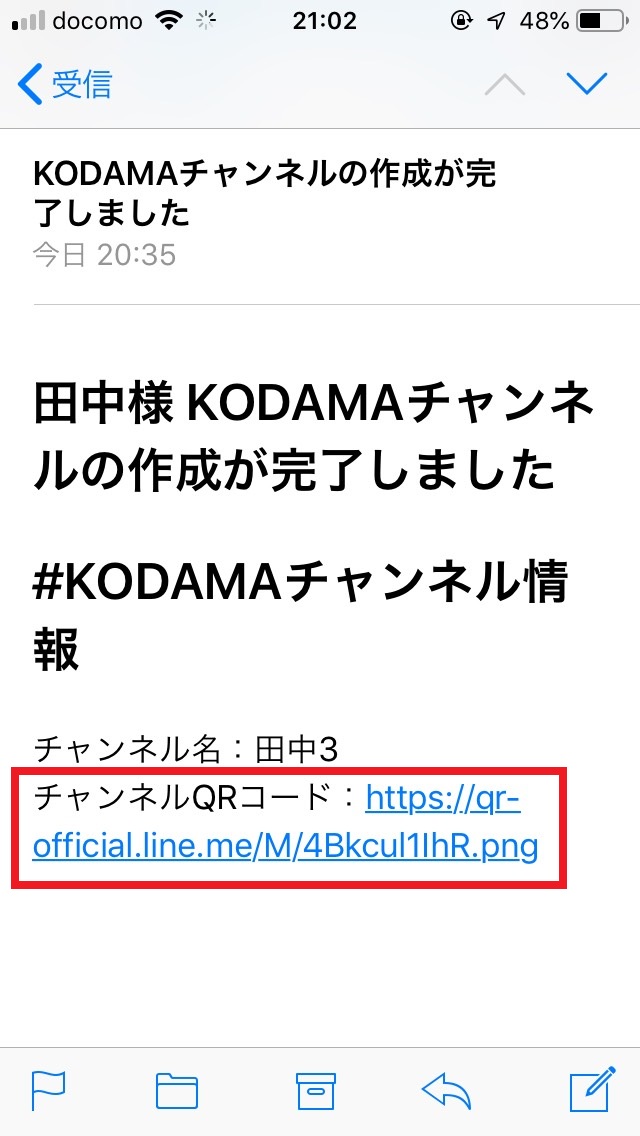 docomo 21:02 48%
受信
KODAMAチャンネルの作成が完
了しました
今日 20:35
田中様 KODAMAチャンネ
ルの作成が完了しました
#KODAMAチャンネル情
報
チャンネル名：田中3
チャンネルQRコード：https://qr-
official.line.me/M/4Bkcul1IhR.png